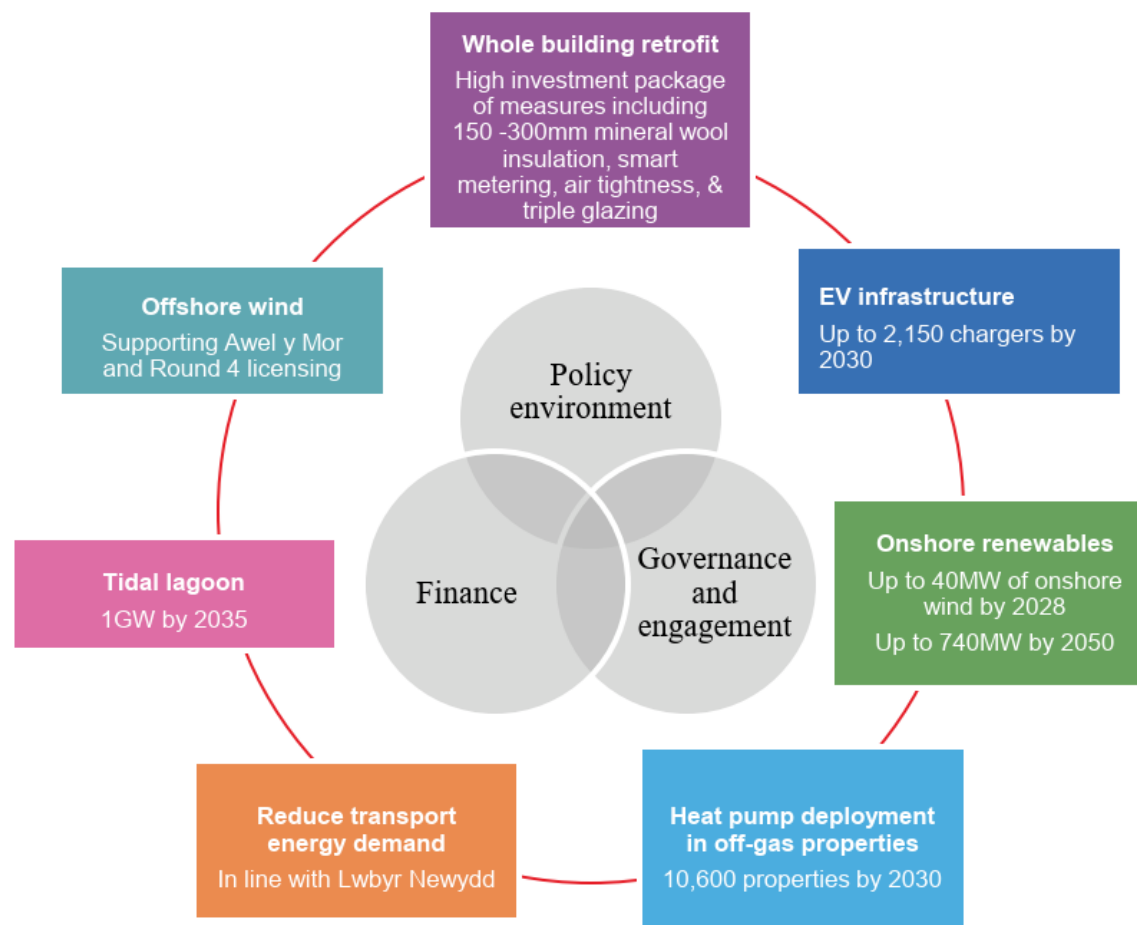 Whole building retrofit
High investment package
of measures including
150 -300mm mineral wool
insulation, smart
metering, air tightness, &
triple glazing
Offshore wind
Supporting Awel y Mor
and Round 4 licensing
EV infrastructure
Up to 2,150 chargers by
2030
Policy
environment
Finance
Governance
and
engagement
Tidal lagoon
1GW by 2035
Onshore renewables
Up to 40MW of onshore
wind by 2028
Up to 740MW by 2050
Reduce transport
energy demand
In line with Lwbyr Newydd
Heat pump deployment
in off-gas properties
10,600 properties by 2030